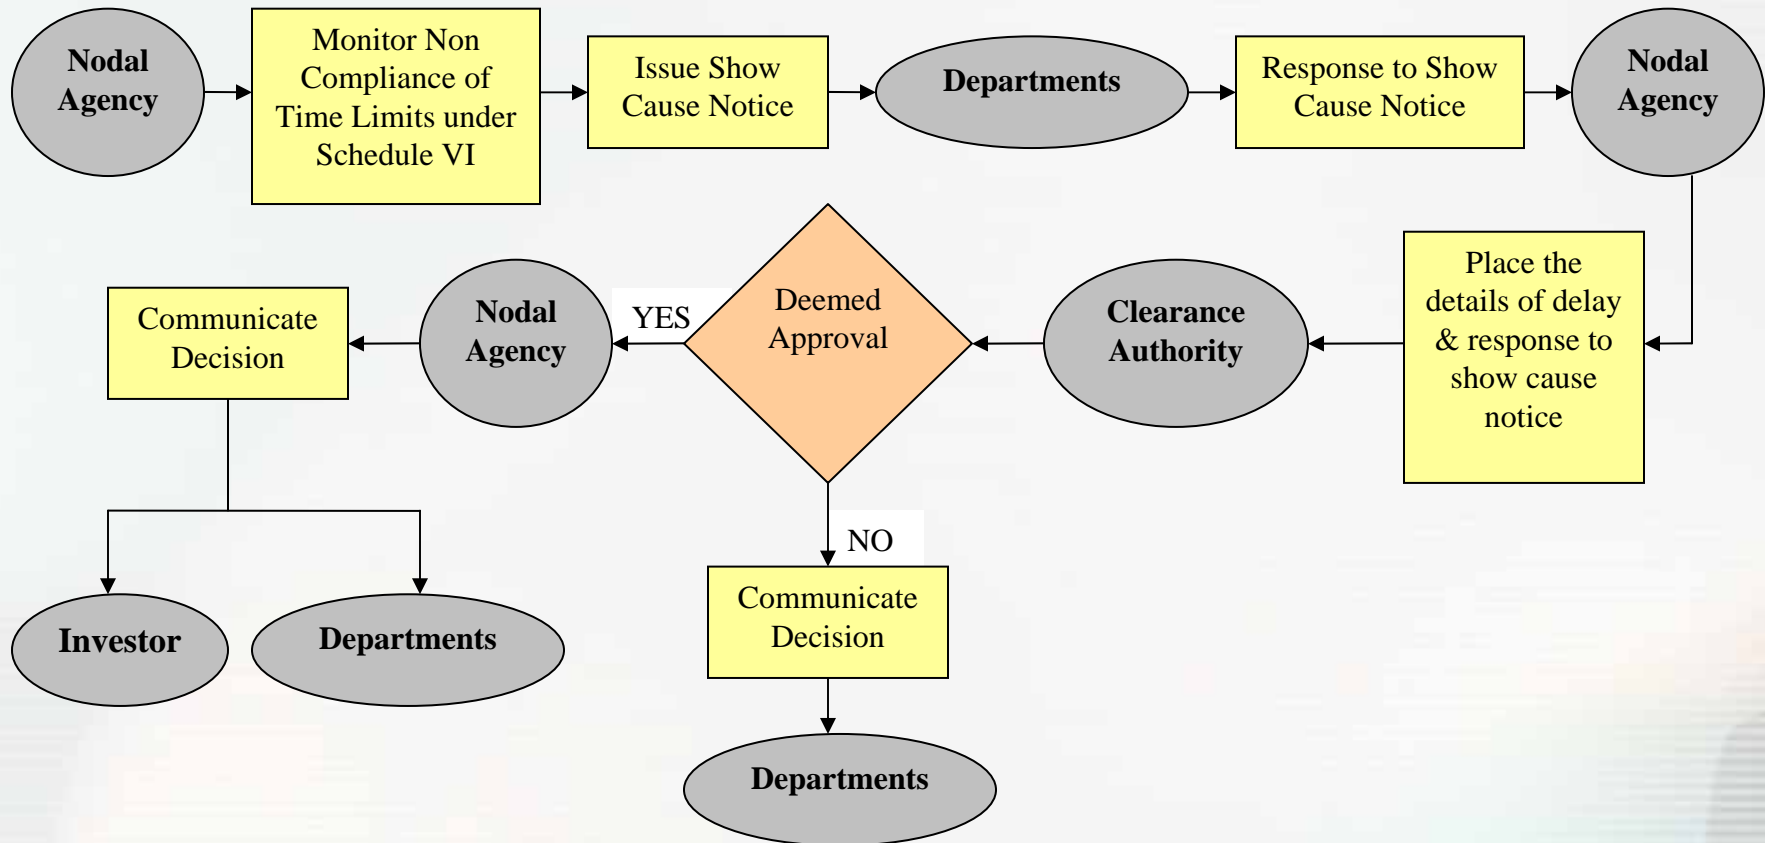 Nodal
Agency
Monitor Non
Compliance of
Time Limits under
Schedule VI
Issue Show
Cause Notice
Departments
Response to Show
Cause Notice
Nodal
Agency
Place the
details of delay
& response to
show cause
notice
Clearance
Authority
Deemed
Approval
YES
Nodal
Agency
Communicate
Decision
Investor
Departments
NO
Communicate
Decision
Departments